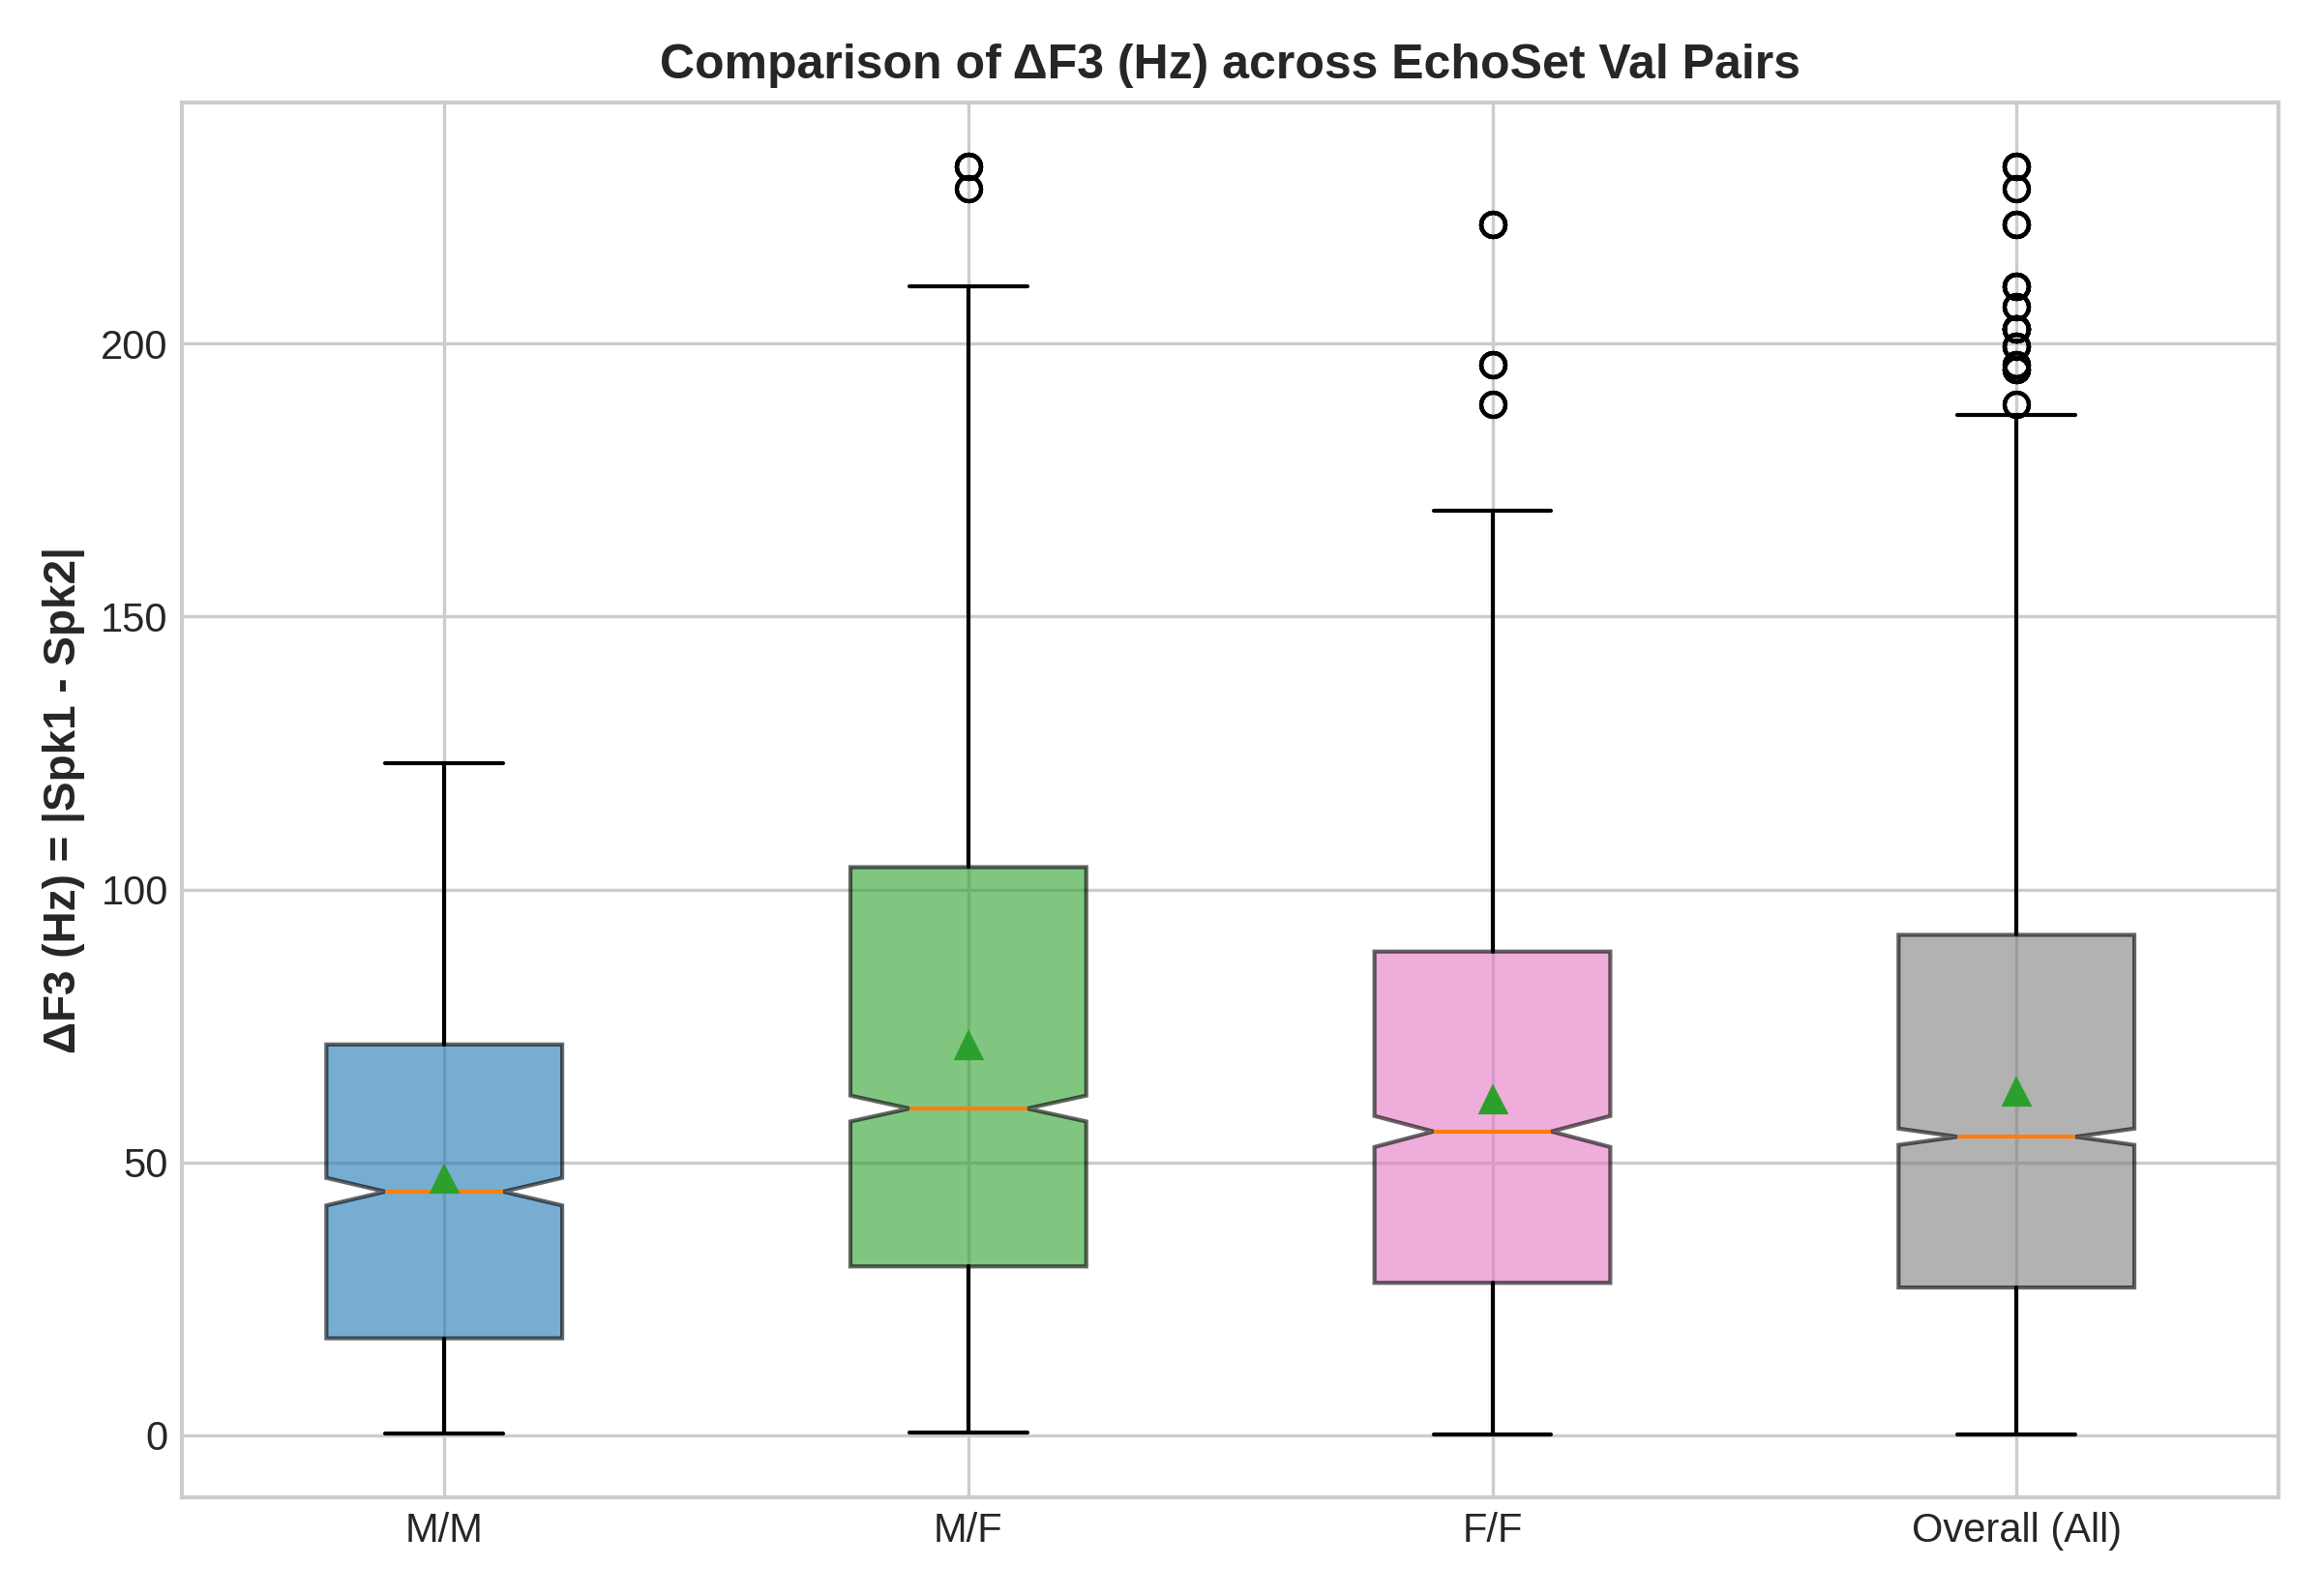 Comparison of ΔF3 (Hz) across EchoSet Val Pairs
ΔF3 (Hz) = |Spk1 - Spk2|
200
150
100
50
0
M/M
M/F
F/F
Overall (All)